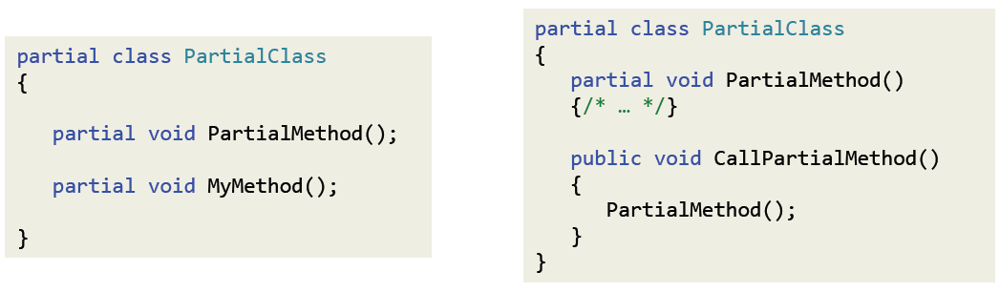 partial class PartialClass
{
partial void PartialMethod();
partial void MyMethod();
}
partial class PartialClass
{
partial void PartialMethod()
{/* … */}
public void CallPartialMethod()
{
PartialMethod();
}
}